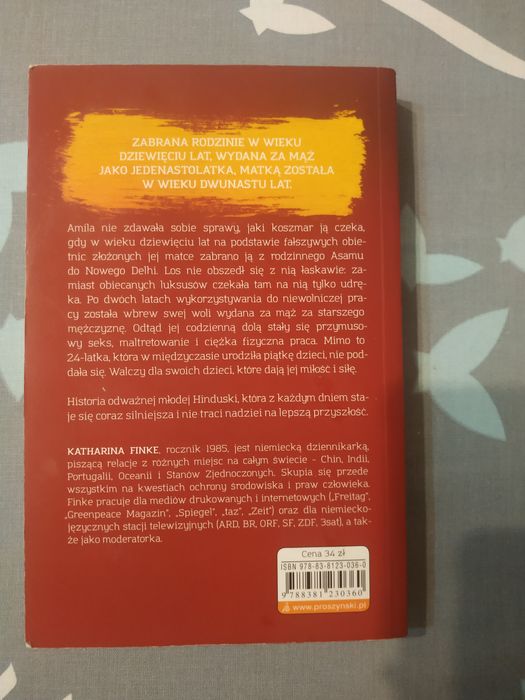 ZABRANA RODZINIE W WIEKU
DZIEWIĘCIU LAT, WYDANA ZA MĄŻ
JAKO JEDENASTOLATKA, MATKĄ ZOSTAŁA
W WIEKU DWUNASTU LAT.
Amila nie zdawała sobie sprawy, jaki koszmar ją czeka,
gdy w wieku dziewięciu lat na podstawie fałszywych obie-
tnic złożonych jej matce zabrano ją z rodzinnego Asamu
do Nowego Delhi. Los nie obszedł się z nią łaskawie: za-
miast obiecanych luksusów czekała tam na nią tylko udrę-
ka. Po dwóch latach wykorzystywania do niewolniczej pra-
cy została wbrew swej woli wydana za mąż za starszego
mężczyznę. Odtąd jej codzienną dolą stały się przymuso-
wy seks, maltretowanie i ciężka fizyczna praca. Mimo to
24-latka, która w międzyczasie urodziła piątkę dzieci, nie pod-
dała się. Walczy dla swoich dzieci, które dają jej miłość i siłę.
Historia odważnej młodej Hinduski, która z każdym dniem sta-
je się coraz silniejsza i nie traci nadziei na lepszą przyszłość.
KATHARINA FINKE, rocznik 1985, jest niemiecką dziennikarką,
piszącą relacje z różnych miejsc na całym świecie - Chin, Indii,
Portugalii, Oceanii i Stanów Zjednoczonych. Skupia się przede
wszystkim na kwestiach ochrony środowiska i praw człowieka.
Finke pracuje dla mediów drukowanych i internetowych („Freitag",
„Greenpeace Magazin", „Spiegel", „taz", „Zeit") oraz dla niemiecko-
języcznych stacji telewizyjnych (ARD, BR, ORF, SF, ZDF, 3sat), a tak-
że jako moderatorka.
Cena 34 zł
ISBN 978-83-8123-036-0
9 788381 230360
www.proszynski.pl